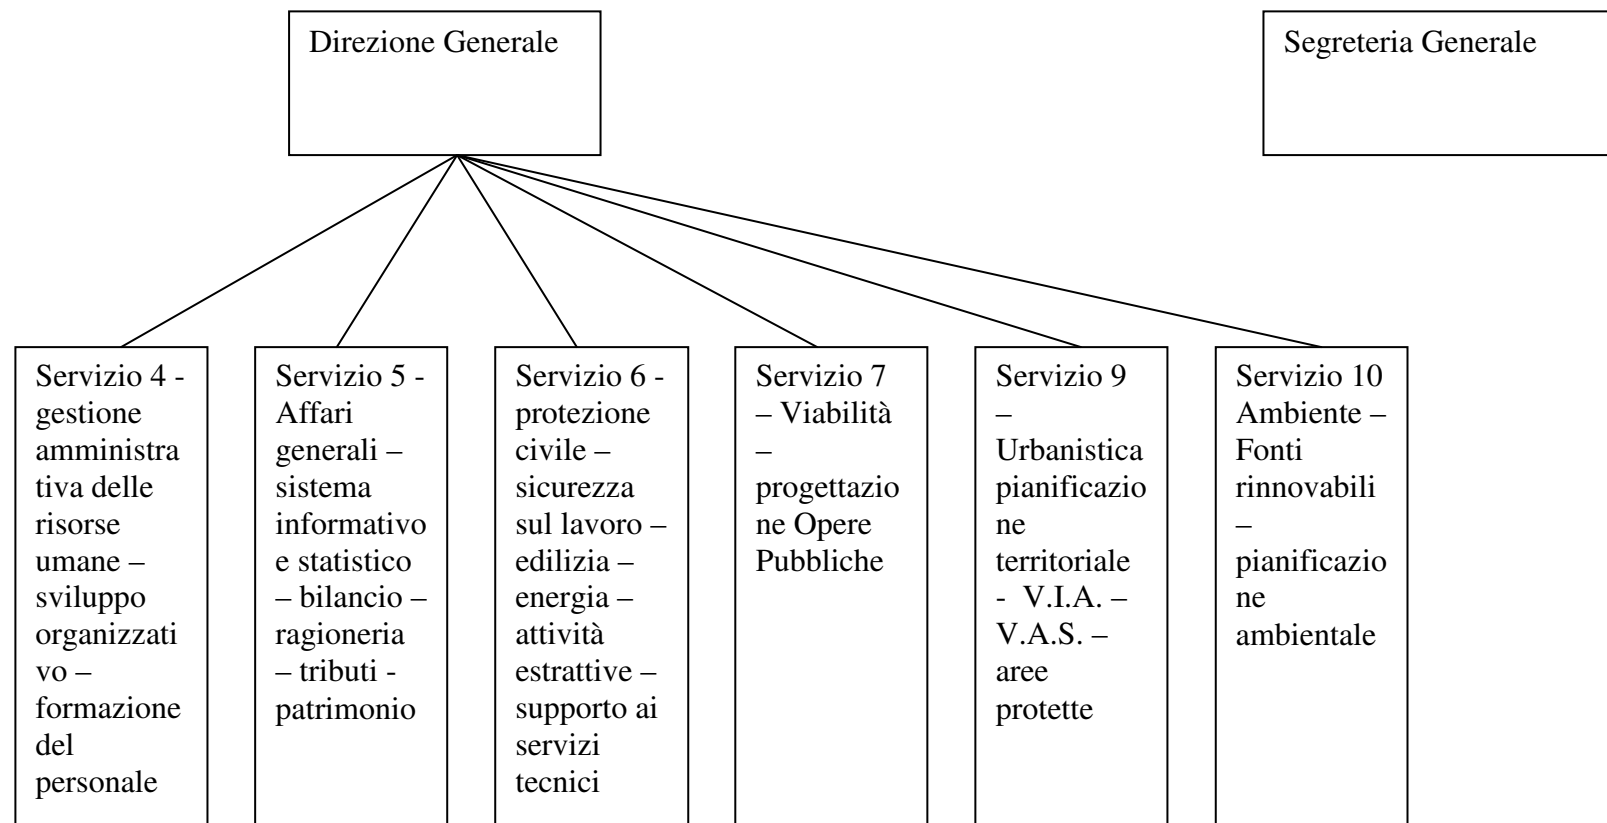 Direzione Generale
Segreteria Generale
Servizio 4 -
gestione
amministra
tiva delle
risorse
umane –
sviluppo
organizzati
vo –
formazione
del
personale
Servizio 5 -
Affari
generali –
sistema
informativo
e statistico
– bilancio –
ragioneria
– tributi -
patrimonio
Servizio 6 -
protezione
civile –
sicurezza
sul lavoro –
edilizia –
energia –
attività
estrattive –
supporto ai
servizi
tecnici
Servizio 7
– Viabilità
–
progettazio
ne Opere
Pubbliche
Servizio 9
–
Urbanistica
pianificazio
ne
territoriale
- V.I.A. –
V.A.S. –
aree
protette
Servizio 10
Ambiente –
Fonti
rinnovabili
–
pianificazio
ne
ambientale